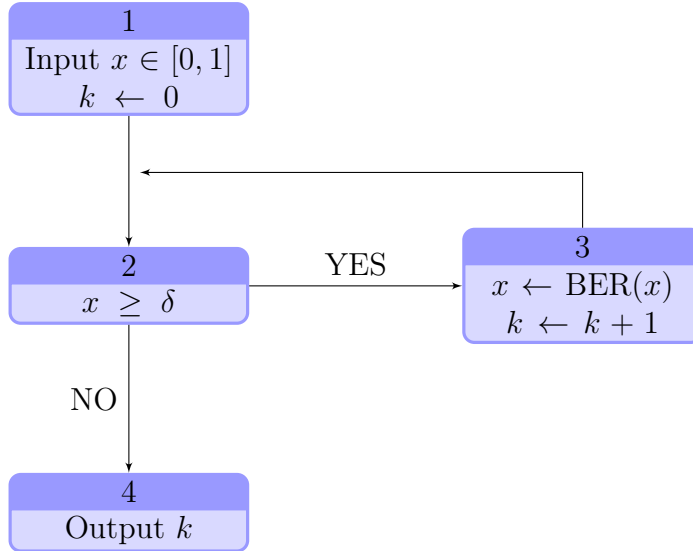 1
Input x ∈ [0, 1]
k ← 0
2
x ≥ δ
YES
3
x ← BER(x)
k ← k + 1
NO
4
Output k